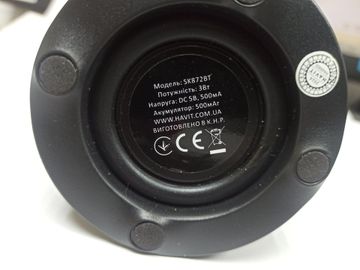 Модель: SK872BT
Потужність: 3Вт
Напруга: DC 5В, 500мА
Акумулятор: 500мАг
WWW.HAVIT.COM.UA
ВИГОТОВЛЕНО В К.Н.Р.